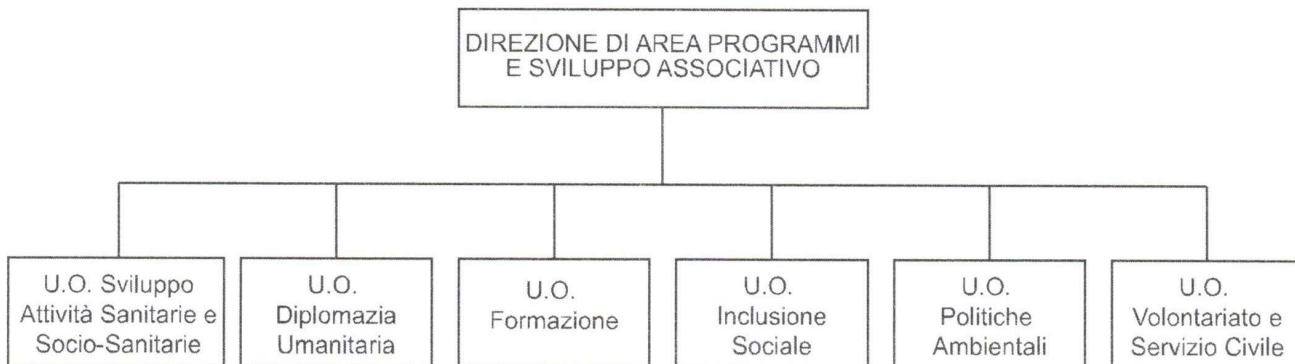 DIREZIONE DI AREA PROGRAMMI
E SVILUPPO ASSOCIATIVO
U.O. Sviluppo
Attività Sanitarie e
Socio-Sanitarie
U.O.
Diplomazia
Umanitaria
U.O.
Formazione
U.O.
Inclusione
Sociale
U.O.
Politiche
Ambientali
U.O.
Volontariato e
Servizio Civile